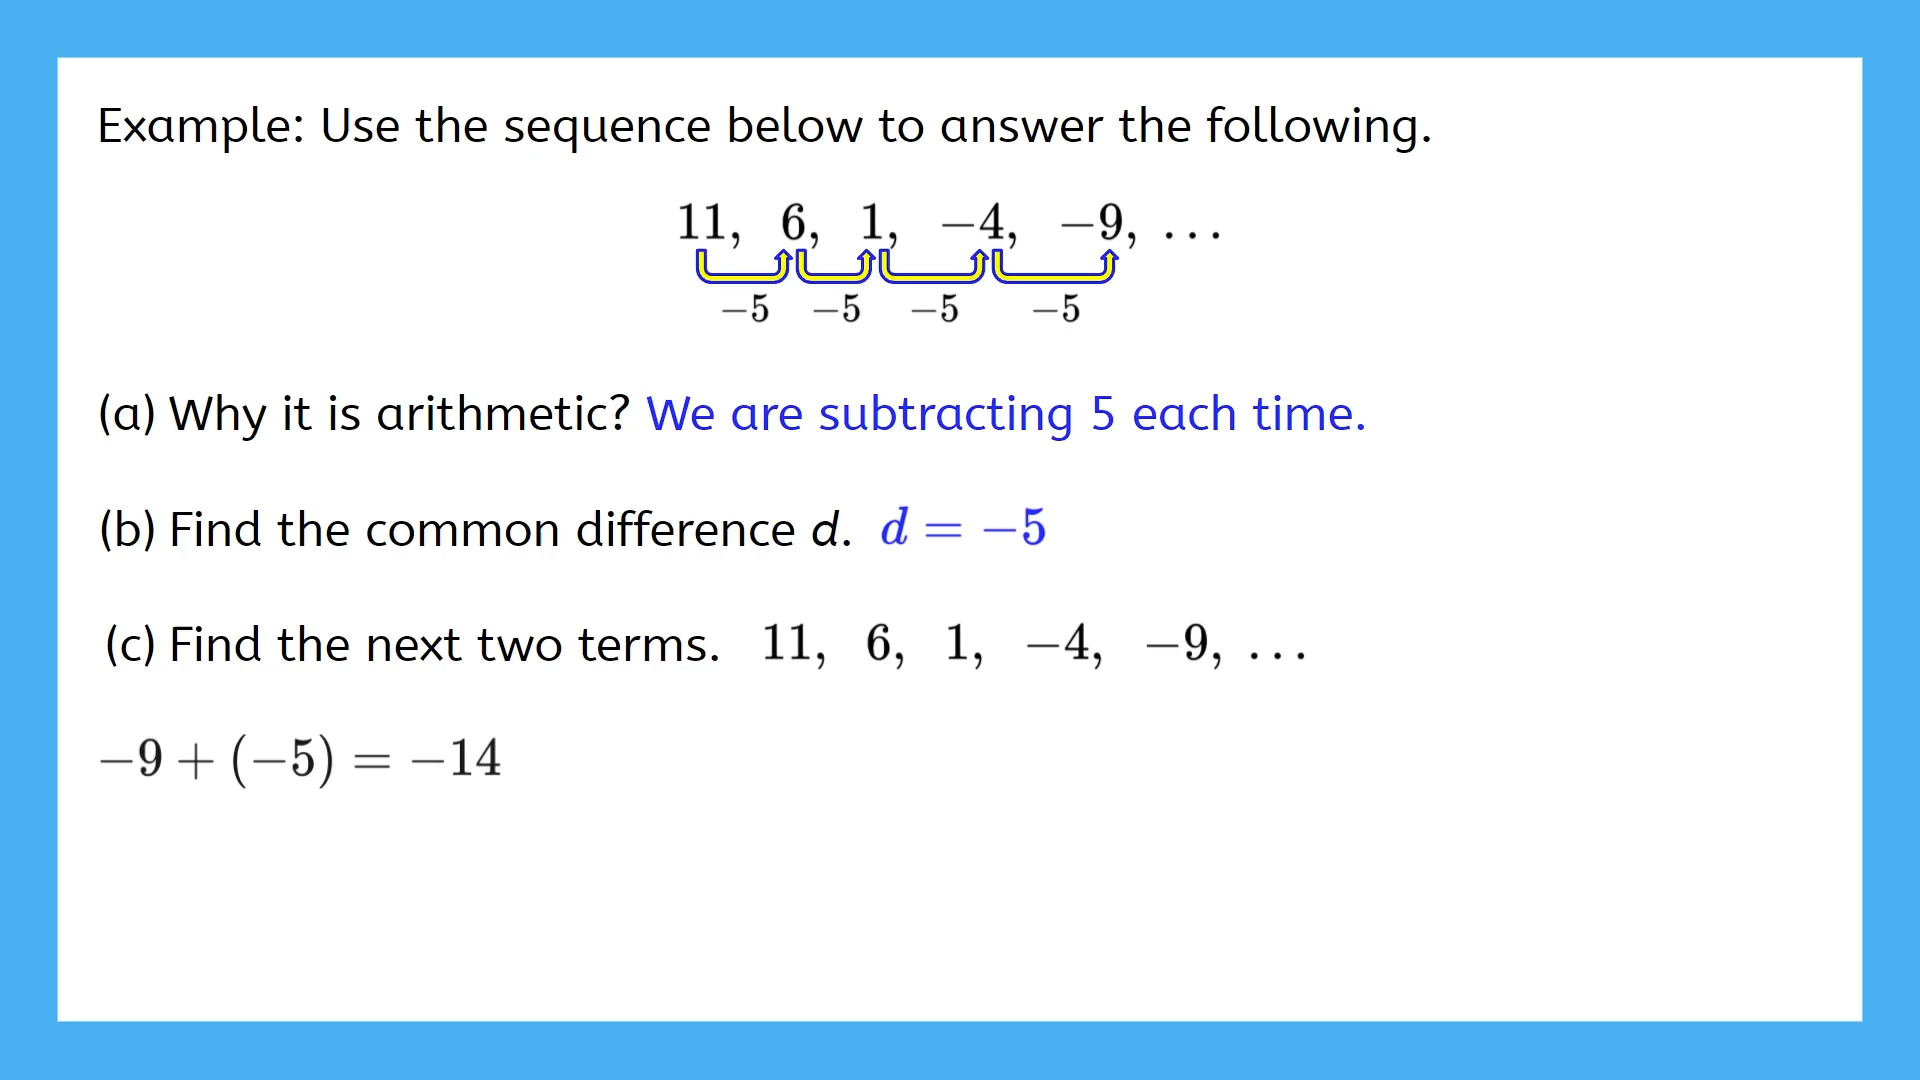 Example: Use the sequence below to answer the following.
11, 6, 1, −4, −9, ...
−5 −5 −5 −5
(a) Why it is arithmetic? We are subtracting 5 each time.
(b) Find the common difference d. d = −5
(c) Find the next two terms. 11, 6, 1, −4, −9, ...
−9 + (−5) = −14